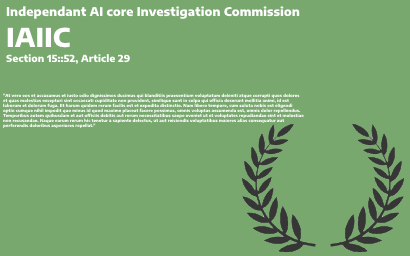 Independant AI core Investigation Commission
IAIIC
Section 15::52, Article 29
"At vero eos et accusamus et iusto odio dignissimos ducimus qui blanditiis praesentium voluptatum deleniti atque corrupti quos dolores
et quas molestias excepturi sint occaecati cupiditate non provident, similique sunt in culpa qui officia deserunt mollitia animi, id est
laborum et dolorum fuga. Et harum quidem rerum facilis est et expedita distinctio. Nam libero tempore, cum soluta nobis est eligendi
optio cumque nihil impedit quo minus id quod maxime placeat facere possimus, omnis voluptas assumenda est, omnis dolor repellendus.
Temporibus autem quibusdam et aut officiis debitis aut rerum necessitatibus saepe eveniet ut et voluptates repudiandae sint et molestiae
non recusandae. Itaque earum rerum hic tenetur a sapiente delectus, ut aut reiciendis voluptatibus maiores alias consequatur aut
perferendis doloribus asperiores repellat."